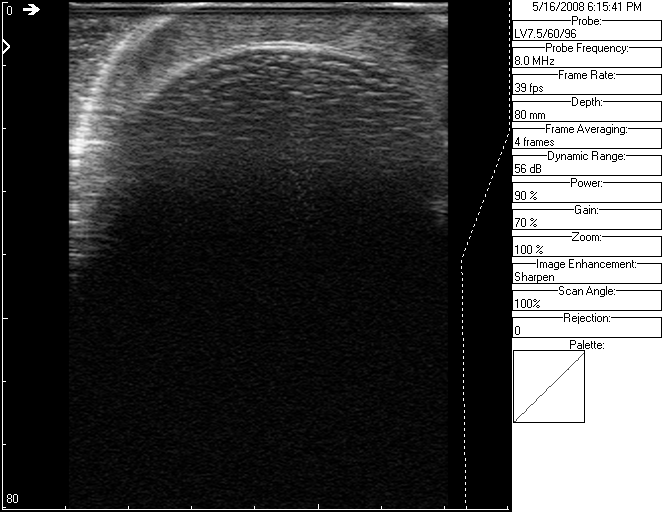 0
80
5/16/2008 6:15:41 PM
Probe:
LV7.5/60/96
Probe Frequency:
8.0 MHz
Frame Rate:
39 fps
Depth:
80 mm
Frame Averaging:
4 frames
Dynamic Range:
56 dB
Power:
90 %
Gain:
70 %
Zoom:
100 %
Image Enhancement:
Sharpen
Scan Angle:
100%
Rejection:
0
Palette: